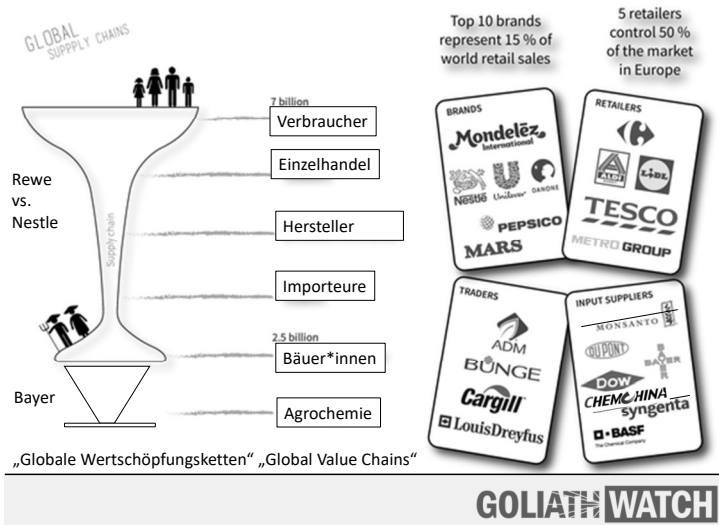 GLOBAL
SUPPPLY CHAINS
7 billion
Verbraucher
Einzelhandel
Rewe
vs.
Nestle
Supply chain
Hersteller
Importeure
2.5 billion
Bäuer*innen
Bayer
Agrochemie
„Globale Wertschöpfungsketten“ „Global Value Chains“
Top 10 brands
represent 15 % of
world retail sales
5 retailers
control 50 %
of the market
in Europe
BRANDS
Mondelēz
International
Nestlé
Unilever
DANONE
PEPSICO
MARS
RETAILERS
ALDI
LIDL
TESCO
METRO GROUP
TRADERS
ADM
BUNGE
Cargill
LouisDreyfus
INPUT SUPPLIERS
MONSANTO
DUPONT
BAYER
BAYER
DOW
CHEMCHINA
syngenta
BASF
The Chemical Company
GOLIATH WATCH